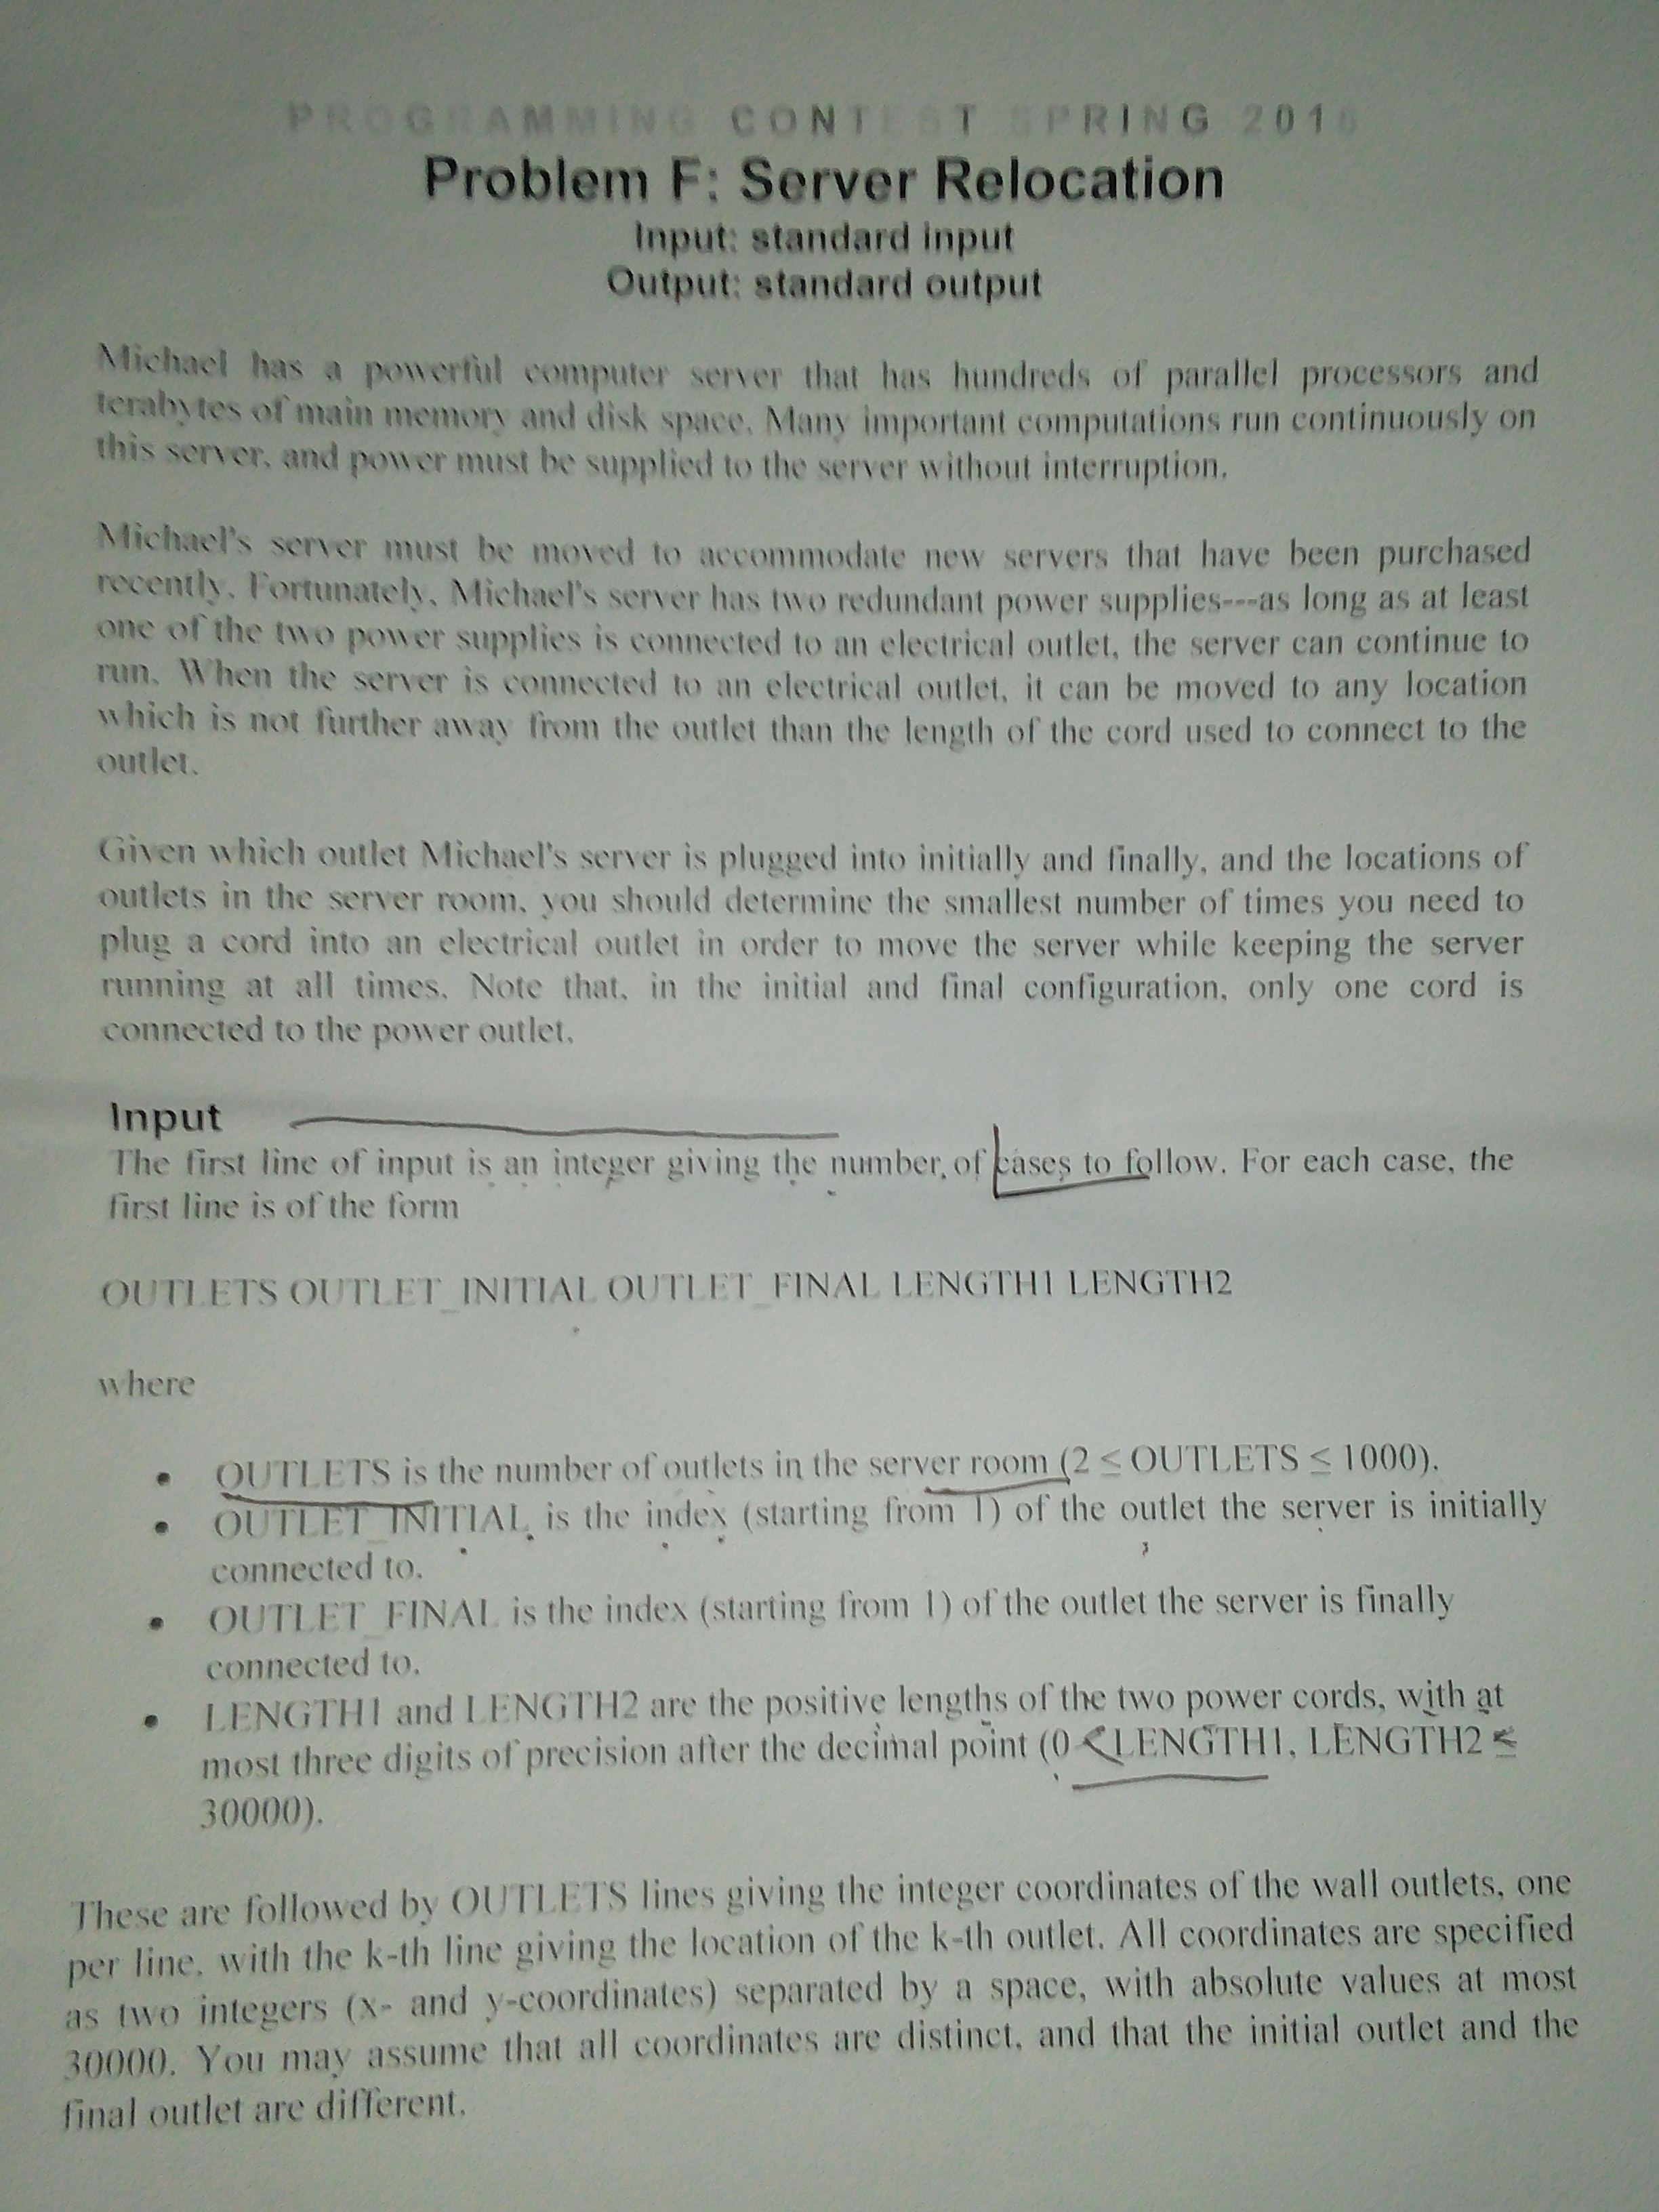 PROGRAMMING CONTEST SPRING 2016
Problem F: Server Relocation
Input: standard input
Output: standard output
Michael has a powerful computer server that has hundreds of parallel processors and
terabytes of main memory and disk space. Many important computations run continuously on
this server, and power must be supplied to the server without interruption.
Michael's server must be moved to accommodate new servers that have been purchased
recently. Fortunately, Michael's server has two redundant power supplies---as long as at least
one of the two power supplies is connected to an electrical outlet, the server can continue to
run. When the server is connected to an electrical outlet, it can be moved to any location
which is not further away from the outlet than the length of the cord used to connect to the
outlet.
Given which outlet Michael's server is plugged into initially and finally, and the locations of
outlets in the server room, you should determine the smallest number of times you need to
plug a cord into an electrical outlet in order to move the server while keeping the server
running at all times. Note that, in the initial and final configuration, only one cord is
connected to the power outlet.
Input
The first line of input is an integer giving the number of cases to follow. For each case, the
first line is of the form
OUTLETS OUTLET_INITIAL OUTLET_FINAL LENGTH1 LENGTH2
where
• OUTLETS is the number of outlets in the server room (2 ≤ OUTLETS ≤ 1000).
• OUTLET_INITIAL is the index (starting from 1) of the outlet the server is initially
connected to.
• OUTLET_FINAL is the index (starting from 1) of the outlet the server is finally
connected to.
• LENGTH1 and LENGTH2 are the positive lengths of the two power cords, with at
most three digits of precision after the decimal point (0 < LENGTH1, LENGTH2 ≤
30000).
These are followed by OUTLETS lines giving the integer coordinates of the wall outlets, one
per line, with the k-th line giving the location of the k-th outlet. All coordinates are specified
as two integers (x- and y-coordinates) separated by a space, with absolute values at most
30000. You may assume that all coordinates are distinct, and that the initial outlet and the
final outlet are different.